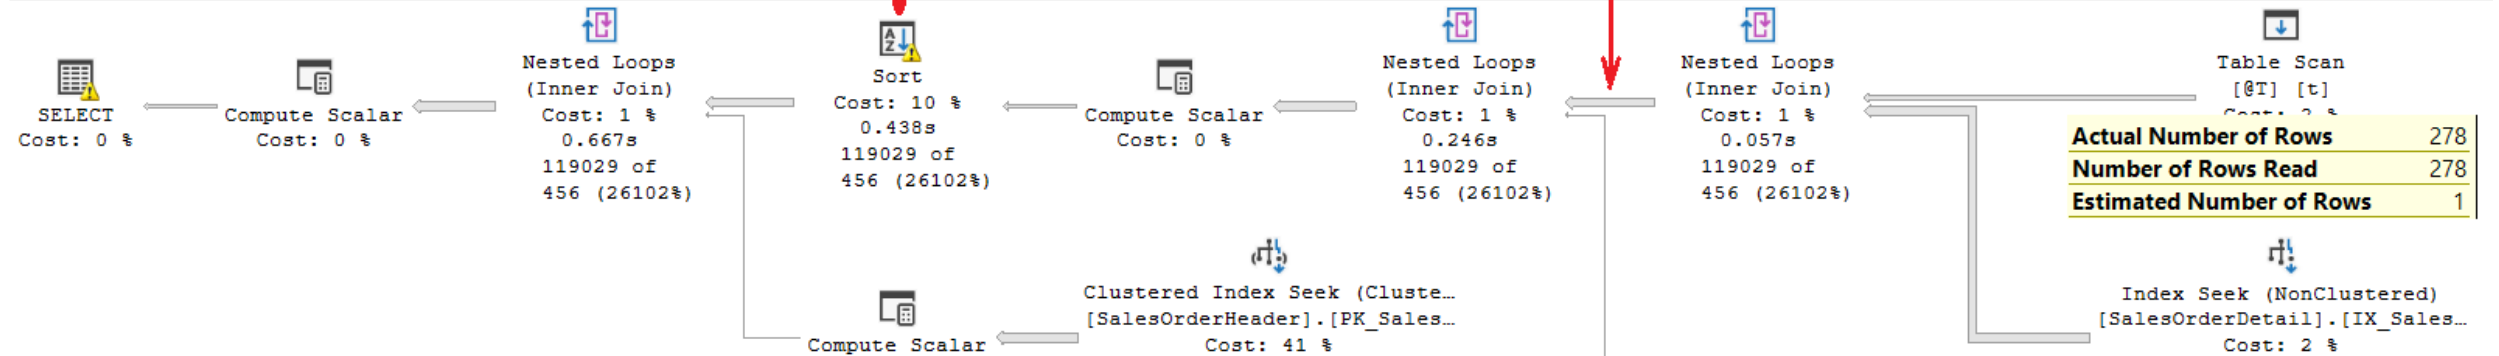 SELECT
Cost: 0 %
Compute Scalar
Cost: 0 %
Nested Loops
(Inner Join)
Cost: 1 %
0.667s
119029 of
456 (26102%)
Sort
Cost: 10 %
0.438s
119029 of
456 (26102%)
Compute Scalar
Cost: 0 %
Nested Loops
(Inner Join)
Cost: 1 %
0.246s
119029 of
456 (26102%)
Nested Loops
(Inner Join)
Cost: 1 %
0.057s
119029 of
456 (26102%)
Table Scan
[@T] [t]
Cost: 2 %
Actual Number of Rows 278
Number of Rows Read 278
Estimated Number of Rows 1
Compute Scalar
Clustered Index Seek (Cluste…
[SalesOrderHeader].[PK_Sales…
Cost: 41 %
Index Seek (NonClustered)
[SalesOrderDetail].[IX_Sales…
Cost: 2 %